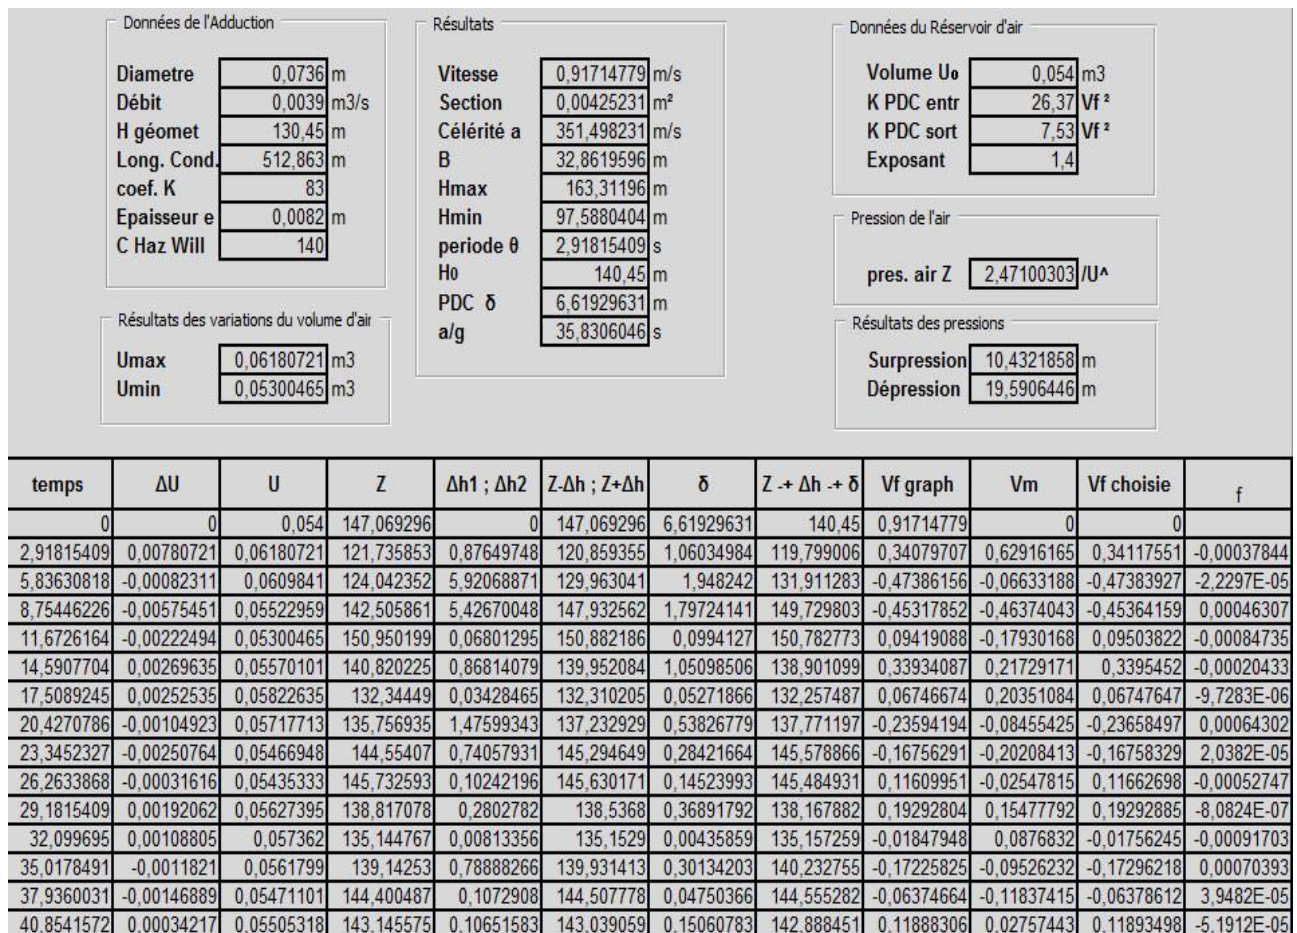 Données de l'Adduction
Diametre 0,0736 m
Débit 0,0039 m3/s
H géomet 130,45 m
Long. Cond. 512,863 m
coef. K 83
Epaisseur e 0,0082 m
C Haz Will 140
Résultats des variations du volume d'air
Umax 0,06180721 m3
Umin 0,05300465 m3
Résultats
Vitesse 0,91714779 m/s
Section 0,00425231 m²
Célérité a 351,498231 m/s
B 32,8619596 m
Hmax 163,31196 m
Hmin 97,5880404 m
periode θ 2,91815409 s
H0 140,45 m
PDC δ 6,61929631 m
a/g 35,8306046 s
Données du Réservoir d'air
Volume U₀ 0,054 m3
K PDC entr 26,37 Vf ²
K PDC sort 7,53 Vf ²
Exposant 1,4
Pression de l'air
pres. air Z 2,47100303 /U^
Résultats des pressions
Surpression 10,4321858 m
Dépression 19,5906446 m
temps ΔU U Z Δh1 ; Δh2 Z-Δh ; Z+Δh δ Z -+ Δh -+ δ Vf graph Vm Vf choisie f
0 0 0,054 147,069296 0 147,069296 6,61929631 140,45 0,91714779 0 0
2,91815409 0,00780721 0,06180721 121,735853 0,87649748 120,859355 1,06034984 119,799006 0,34079707 0,62916165 0,34117551 -0,00037844
5,83630818 -0,00082311 0,0609841 124,042352 5,92068871 129,963041 1,948242 131,911283 -0,47386156 -0,06633188 -0,47383927 -2,2297E-05
8,75446226 -0,00575451 0,05522959 142,505861 5,42670048 147,932562 1,79724141 149,729803 -0,45317852 -0,46374043 -0,45364159 0,00046307
11,6726164 -0,00222494 0,05300465 150,950199 0,06801295 150,882186 0,0994127 150,782773 0,09419088 -0,17930168 0,09503822 -0,00084735
14,5907704 0,00269635 0,05570101 140,820225 0,86814079 139,952084 1,05098506 138,901099 0,33934087 0,21729171 0,3395452 -0,00020433
17,5089245 0,00252535 0,05822635 132,34449 0,03428465 132,310205 0,05271866 132,257487 0,06746674 0,20351084 0,06747647 -9,7283E-06
20,4270786 -0,00104923 0,05717713 135,756935 1,47599343 137,232929 0,53826779 137,771197 -0,23594194 -0,08455425 -0,23658497 0,00064302
23,3452327 -0,00250764 0,05466948 144,55407 0,74057931 145,294649 0,28421664 145,578866 -0,16756291 -0,20208413 -0,16758329 2,0382E-05
26,2633868 -0,00031616 0,05435333 145,732593 0,10242196 145,630171 0,14523993 145,484931 0,11609951 -0,02547815 0,11662698 -0,00052747
29,1815409 0,00192062 0,05627395 138,817078 0,2802782 138,5368 0,36891792 138,167882 0,19292804 0,15477792 0,19292885 -8,0824E-07
32,099695 0,00108805 0,057362 135,144767 0,00813356 135,1529 0,00435859 135,157259 -0,01847948 0,0876832 -0,01756245 -0,00091703
35,0178491 -0,0011821 0,0561799 139,14253 0,78888266 139,931413 0,30134203 140,232755 -0,17225825 -0,09526232 -0,17296218 0,00070393
37,9360031 -0,00146889 0,05471101 144,400487 0,1072908 144,507778 0,04750366 144,555282 -0,06374664 -0,11837415 -0,06378612 3,9482E-05
40,8541572 0,00034217 0,05505318 143,145575 0,10651583 143,039059 0,15060783 142,888451 0,11888306 0,02757443 0,11893498 -5,1912E-05